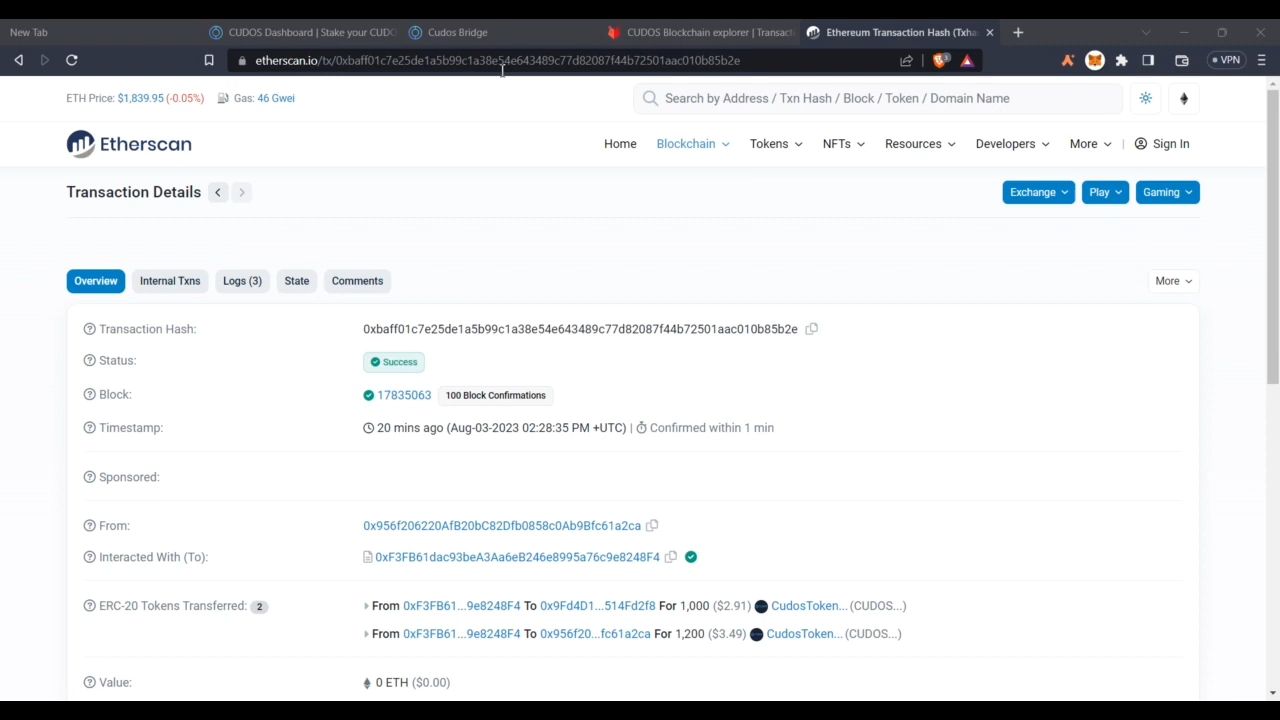 New Tab
CUDOS Dashboard | Stake your CUDO
Cudos Bridge
CUDOS Blockchain explorer | Transact
Ethereum Transaction Hash (Txha
etherscan.io/tx/0xbaff01c7e25de1a5b99c1a38e54e643489c77d82087f44b72501aac010b85b2e
VPN
ETH Price: $1,839.95 (-0.05%) Gas: 46 Gwei
Search by Address / Txn Hash / Block / Token / Domain Name
Etherscan
Home Blockchain Tokens NFTs Resources Developers More | Sign In
Transaction Details
Exchange Play Gaming
Overview Internal Txns Logs (3) State Comments
More
Transaction Hash: 0xbaff01c7e25de1a5b99c1a38e54e643489c77d82087f44b72501aac010b85b2e
Status: Success
Block: 17835063 100 Block Confirmations
Timestamp: 20 mins ago (Aug-03-2023 02:28:35 PM +UTC) | Confirmed within 1 min
Sponsored:
From: 0x956f206220AfB20bC82Dfb0858c0Ab9Bfc61a2ca
Interacted With (To): 0xF3FB61dac93beA3Aa6eB246e8995a76c9e8248F4
ERC-20 Tokens Transferred: 2
From 0xF3FB61...9e8248F4 To 0x9Fd4D1...514Fd2f8 For 1,000 ($2.91) CudosToken... (CUDOS...)
From 0xF3FB61...9e8248F4 To 0x956f20...fc61a2ca For 1,200 ($3.49) CudosToken... (CUDOS...)
Value: 0 ETH ($0.00)